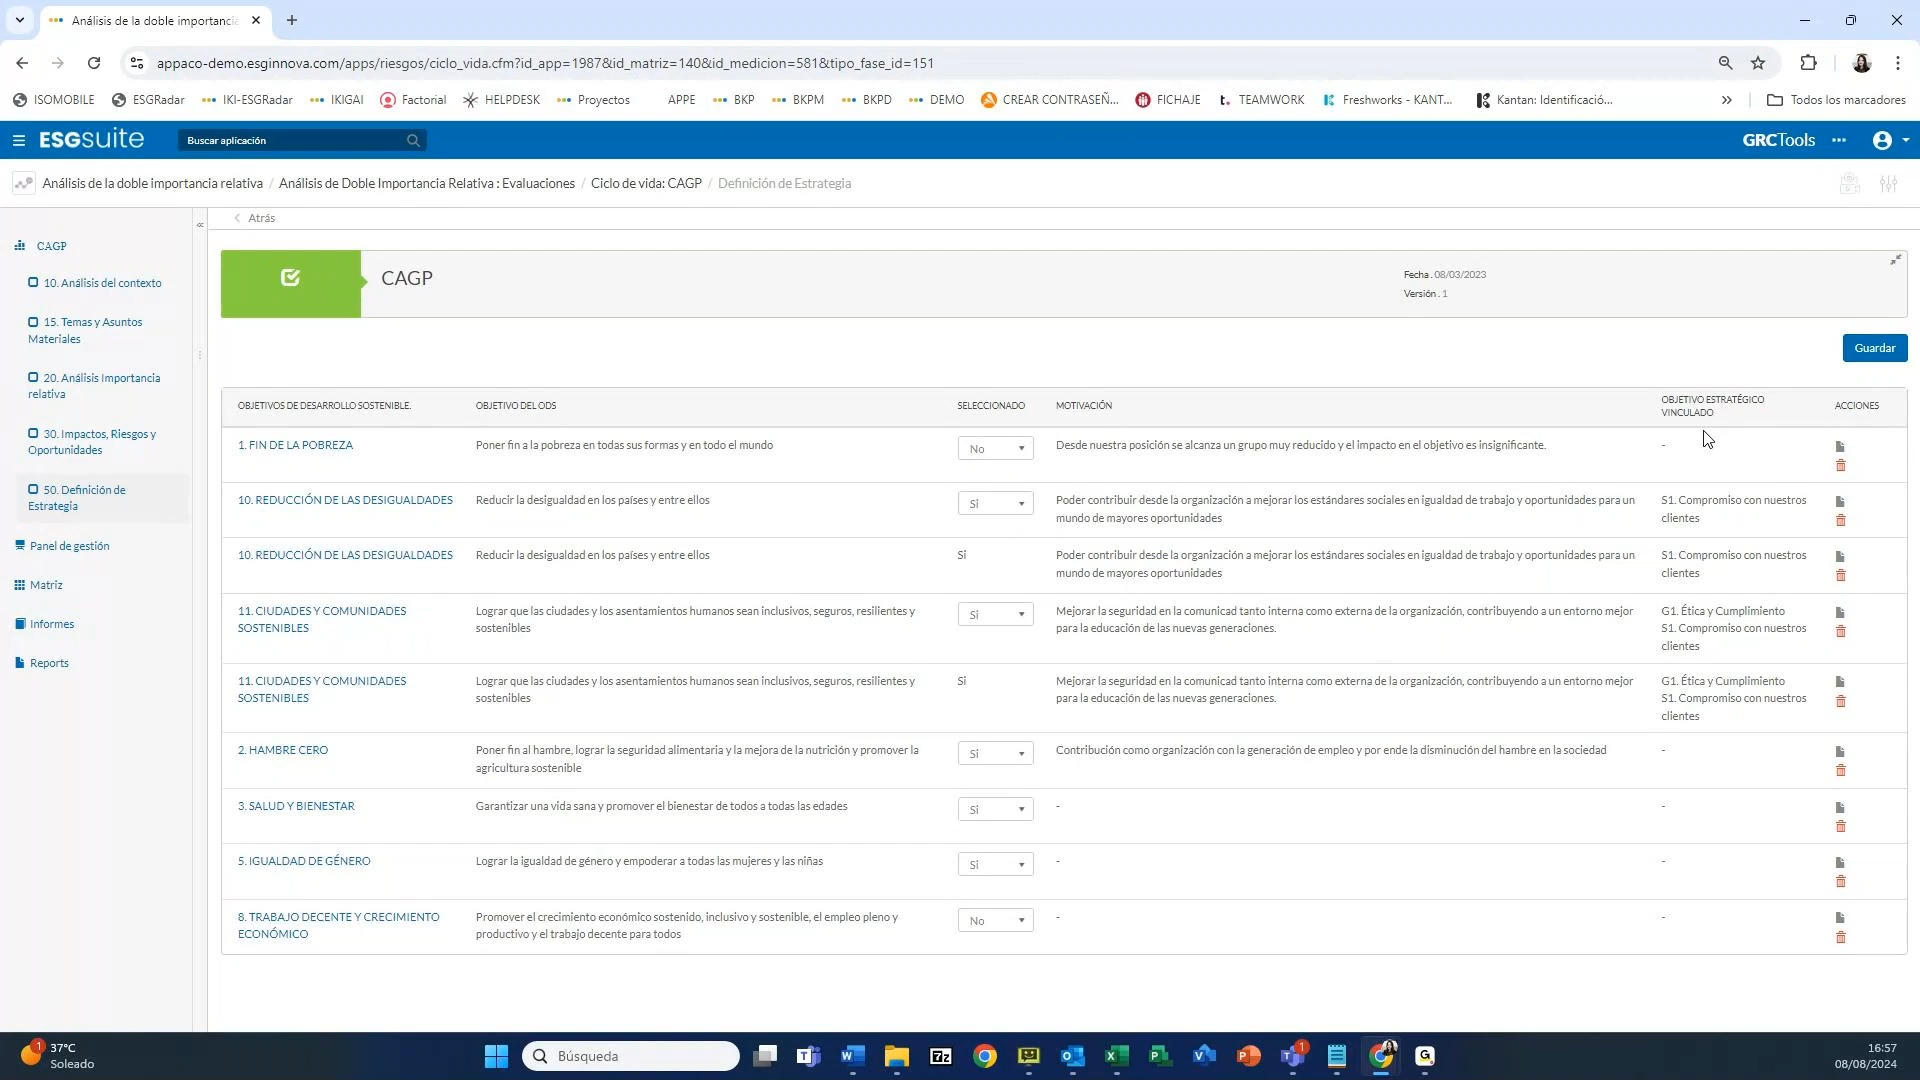 Análisis de la doble importancia
appaco-demo.esginnova.com/apps/riesgos/ciclo_vida.cfm?id_app=1987&id_matriz=140&id_medicion=581&tipo_fase_id=151
ISOMOBILE ESGRadar IKI-ESGRadar IKIGAI Factorial HELPDESK Proyectos APPE BKP BKPM BKPD DEMO CREAR CONTRASEÑ... FICHAJE TEAMWORK Freshworks - KANT... Kantan: Identificació... Todos los marcadores
ESGsuite Buscar aplicación GRCTools
Análisis de la doble importancia relativa / Análisis de Doble Importancia Relativa : Evaluaciones / Ciclo de vida: CAGP / Definición de Estrategia
Atrás
CAGP
10. Análisis del contexto
15. Temas y Asuntos
Materiales
20. Análisis Importancia
relativa
30. Impactos, Riesgos y
Oportunidades
50. Definición de
Estrategia
Panel de gestión
Matriz
Informes
Reports
CAGP
Fecha . 08/03/2023
Versión . 1
Guardar
OBJETIVOS DE DESARROLLO SOSTENIBLE. OBJETIVO DEL ODS SELECCIONADO MOTIVACIÓN OBJETIVO ESTRATÉGICO
VINCULADO ACCIONES
1. FIN DE LA POBREZA Poner fin a la pobreza en todas sus formas y en todo el mundo No Desde nuestra posición se alcanza un grupo muy reducido y el impacto en el objetivo es insignificante. -
10. REDUCCIÓN DE LAS DESIGUALDADES Reducir la desigualdad en los países y entre ellos Si Poder contribuir desde la organización a mejorar los estándares sociales en igualdad de trabajo y oportunidades para un S1. Compromiso con nuestros
mundo de mayores oportunidades clientes
10. REDUCCIÓN DE LAS DESIGUALDADES Reducir la desigualdad en los países y entre ellos Si Poder contribuir desde la organización a mejorar los estándares sociales en igualdad de trabajo y oportunidades para un S1. Compromiso con nuestros
mundo de mayores oportunidades clientes
11. CIUDADES Y COMUNIDADES Lograr que las ciudades y los asentamientos humanos sean inclusivos, seguros, resilientes y Si Mejorar la seguridad en la comunicad tanto interna como externa de la organización, contribuyendo a un entorno mejor G1. Ética y Cumplimiento
SOSTENIBLES sostenibles para la educación de las nuevas generaciones. S1. Compromiso con nuestros
clientes
11. CIUDADES Y COMUNIDADES Lograr que las ciudades y los asentamientos humanos sean inclusivos, seguros, resilientes y Si Mejorar la seguridad en la comunicad tanto interna como externa de la organización, contribuyendo a un entorno mejor G1. Ética y Cumplimiento
SOSTENIBLES sostenibles para la educación de las nuevas generaciones. S1. Compromiso con nuestros
clientes
2. HAMBRE CERO Poner fin al hambre, lograr la seguridad alimentaria y la mejora de la nutrición y promover la Si Contribución como organización con la generación de empleo y por ende la disminución del hambre en la sociedad -
agricultura sostenible
3. SALUD Y BIENESTAR Garantizar una vida sana y promover el bienestar de todos a todas las edades Si - -
5. IGUALDAD DE GÉNERO Lograr la igualdad de género y empoderar a todas las mujeres y las niñas Si - -
8. TRABAJO DECENTE Y CRECIMIENTO Promover el crecimiento económico sostenido, inclusivo y sostenible, el empleo pleno y No - -
ECONÓMICO productivo y el trabajo decente para todos
1 37°C
Soleado
Búsqueda
1
16:57
08/08/2024